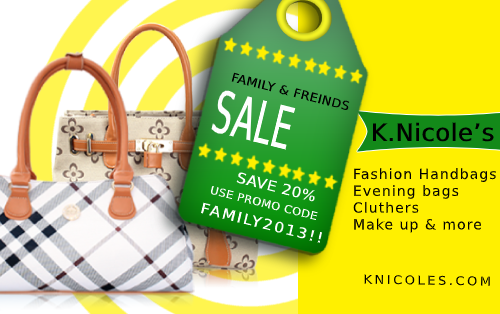 FAMILY & FREINDS
SALE
SAVE 20%
USE PROMO CODE
FAMILY2013!!
K.Nicole's
Fashion Handbags
Evening bags
Cluthers
Make up & more
KNICOLES.COM